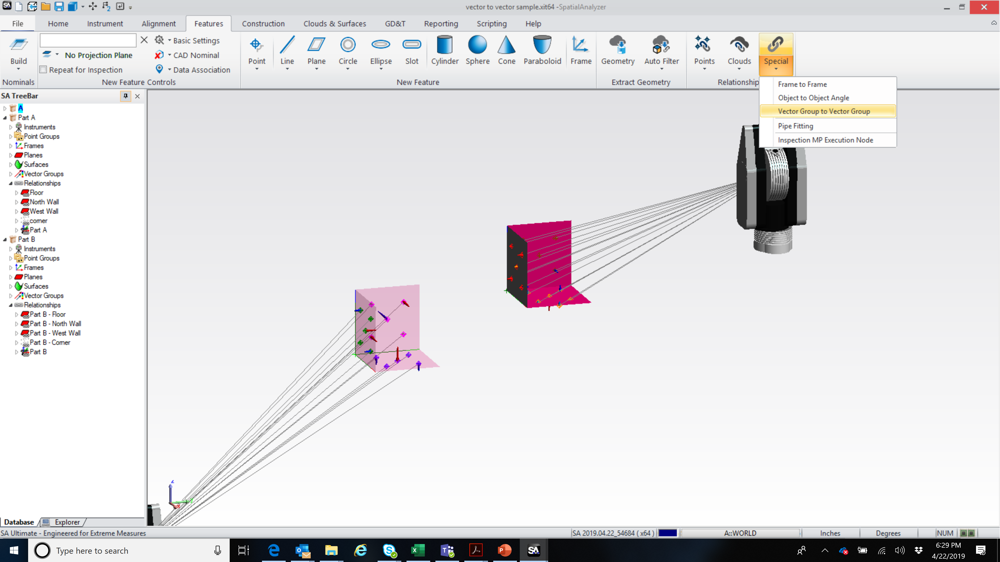 SA
2
vector to vector sample.xit64 -SpatialAnalyzer
File Home Instrument Alignment Features Construction Clouds & Surfaces GD&T Reporting Scripting Help
Basic Settings
No Projection Plane
CAD Nominal
Repeat for Inspection
Data Association
Build Point Line Plane Circle Ellipse Slot Cylinder Sphere Cone Paraboloid Frame Geometry Auto Filter Points Clouds Special
Nominals New Feature Controls New Feature Extract Geometry Relationship
Frame to Frame
Object to Object Angle
Vector Group to Vector Group
Pipe Fitting
Inspection MP Execution Node
SA TreeBar
A
Part A
Instruments
Point Groups
Frames
Planes
Surfaces
Vector Groups
Relationships
Floor
North Wall
West Wall
corner
Part A
Part B
Instruments
Point Groups
Frames
Planes
Surfaces
Vector Groups
Relationships
Part B - Floor
Part B - North Wall
Part B - West Wall
Part B - Corner
Part B
Database Explorer
SA Ultimate - Engineered for Extreme Measures
SA 2019.04.22_54684 ( x64 ) A::WORLD Inches Degrees NUM
Type here to search
6:29 PM
4/22/2019